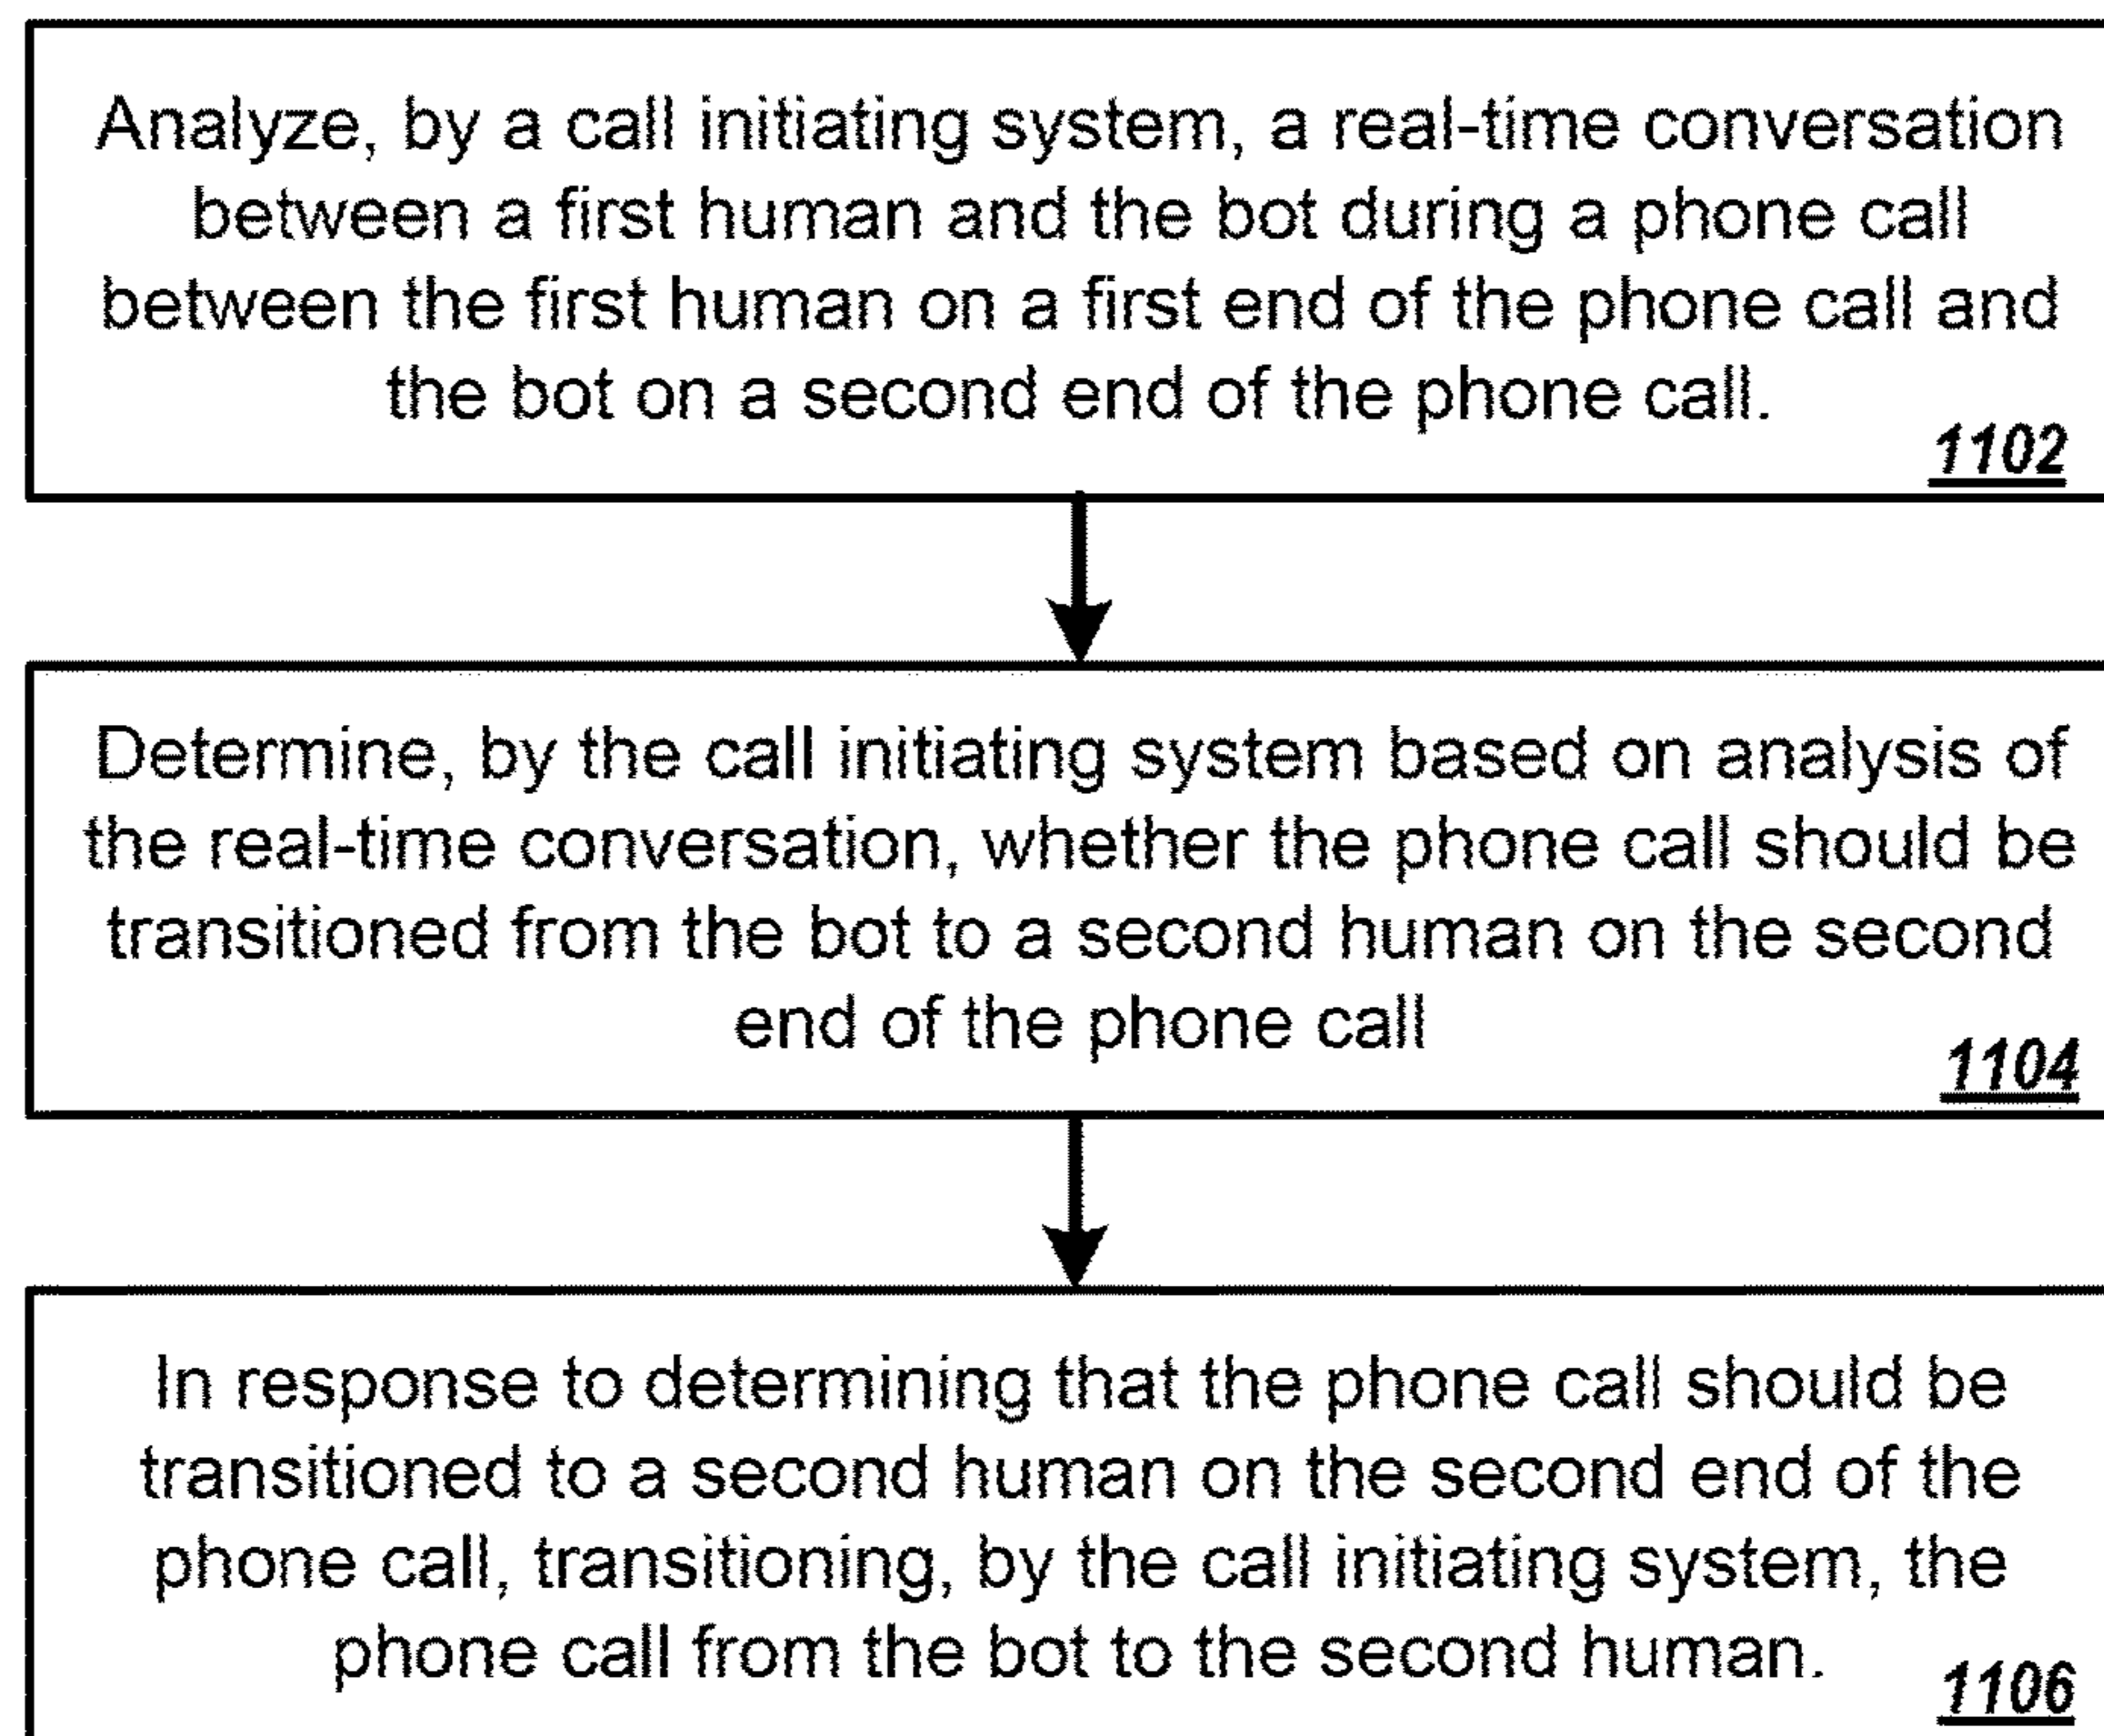 Analyze, by a call initiating system, a real-time conversation
between a first human and the bot during a phone call
between the first human on a first end of the phone call and
the bot on a second end of the phone call.
1102
Determine, by the call initiating system based on analysis of
the real-time conversation, whether the phone call should be
transitioned from the bot to a second human on the second
end of the phone call
1104
In response to determining that the phone call should be
transitioned to a second human on the second end of the
phone call, transitioning, by the call initiating system, the
phone call from the bot to the second human.
1106